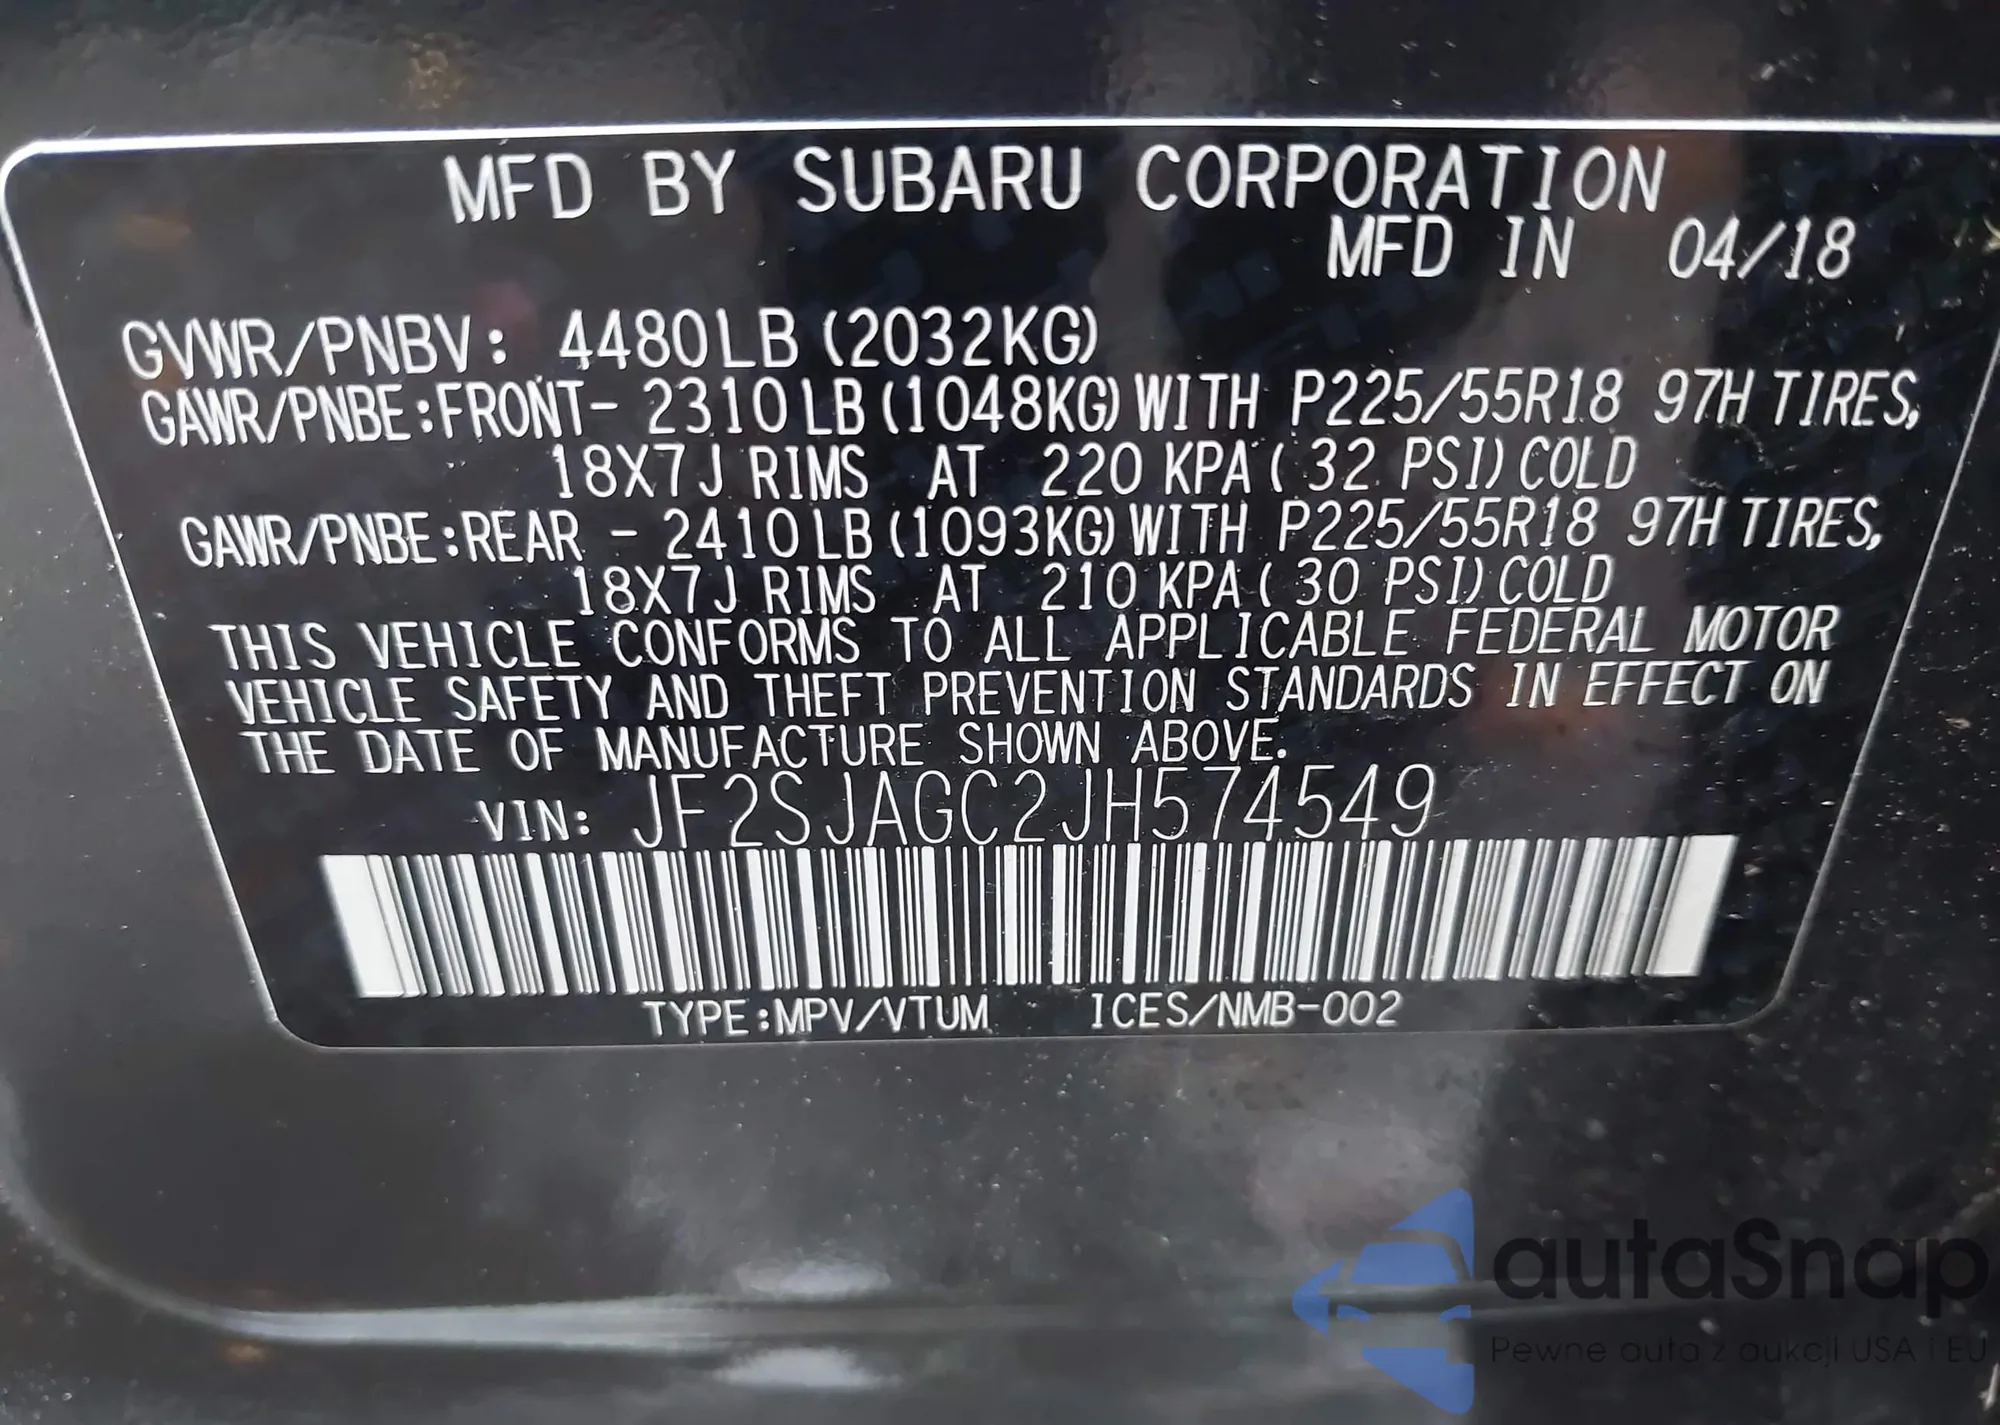 MFD BY SUBARU CORPORATION
MFD IN 04/18
GVWR/PNBV: 4480LB (2032KG)
GAWR/PNBE:FRONT- 2310LB(1048KG)WITH P225/55R18 97H TIRES,
18X7J RIMS AT 220 KPA( 32 PSI)COLD
GAWR/PNBE:REAR - 2410LB(1093KG)WITH P225/55R18 97H TIRES,
18X7J RIMS AT 210 KPA( 30 PSI)COLD
THIS VEHICLE CONFORMS TO ALL APPLICABLE FEDERAL MOTOR
VEHICLE SAFETY AND THEFT PREVENTION STANDARDS IN EFFECT ON
THE DATE OF MANUFACTURE SHOWN ABOVE.
VIN: JF2SJAGC2JH574549
TYPE:MPV/VTUM ICES/NMB-002
autaSnap
Pewne auta z aukcji USA i EU